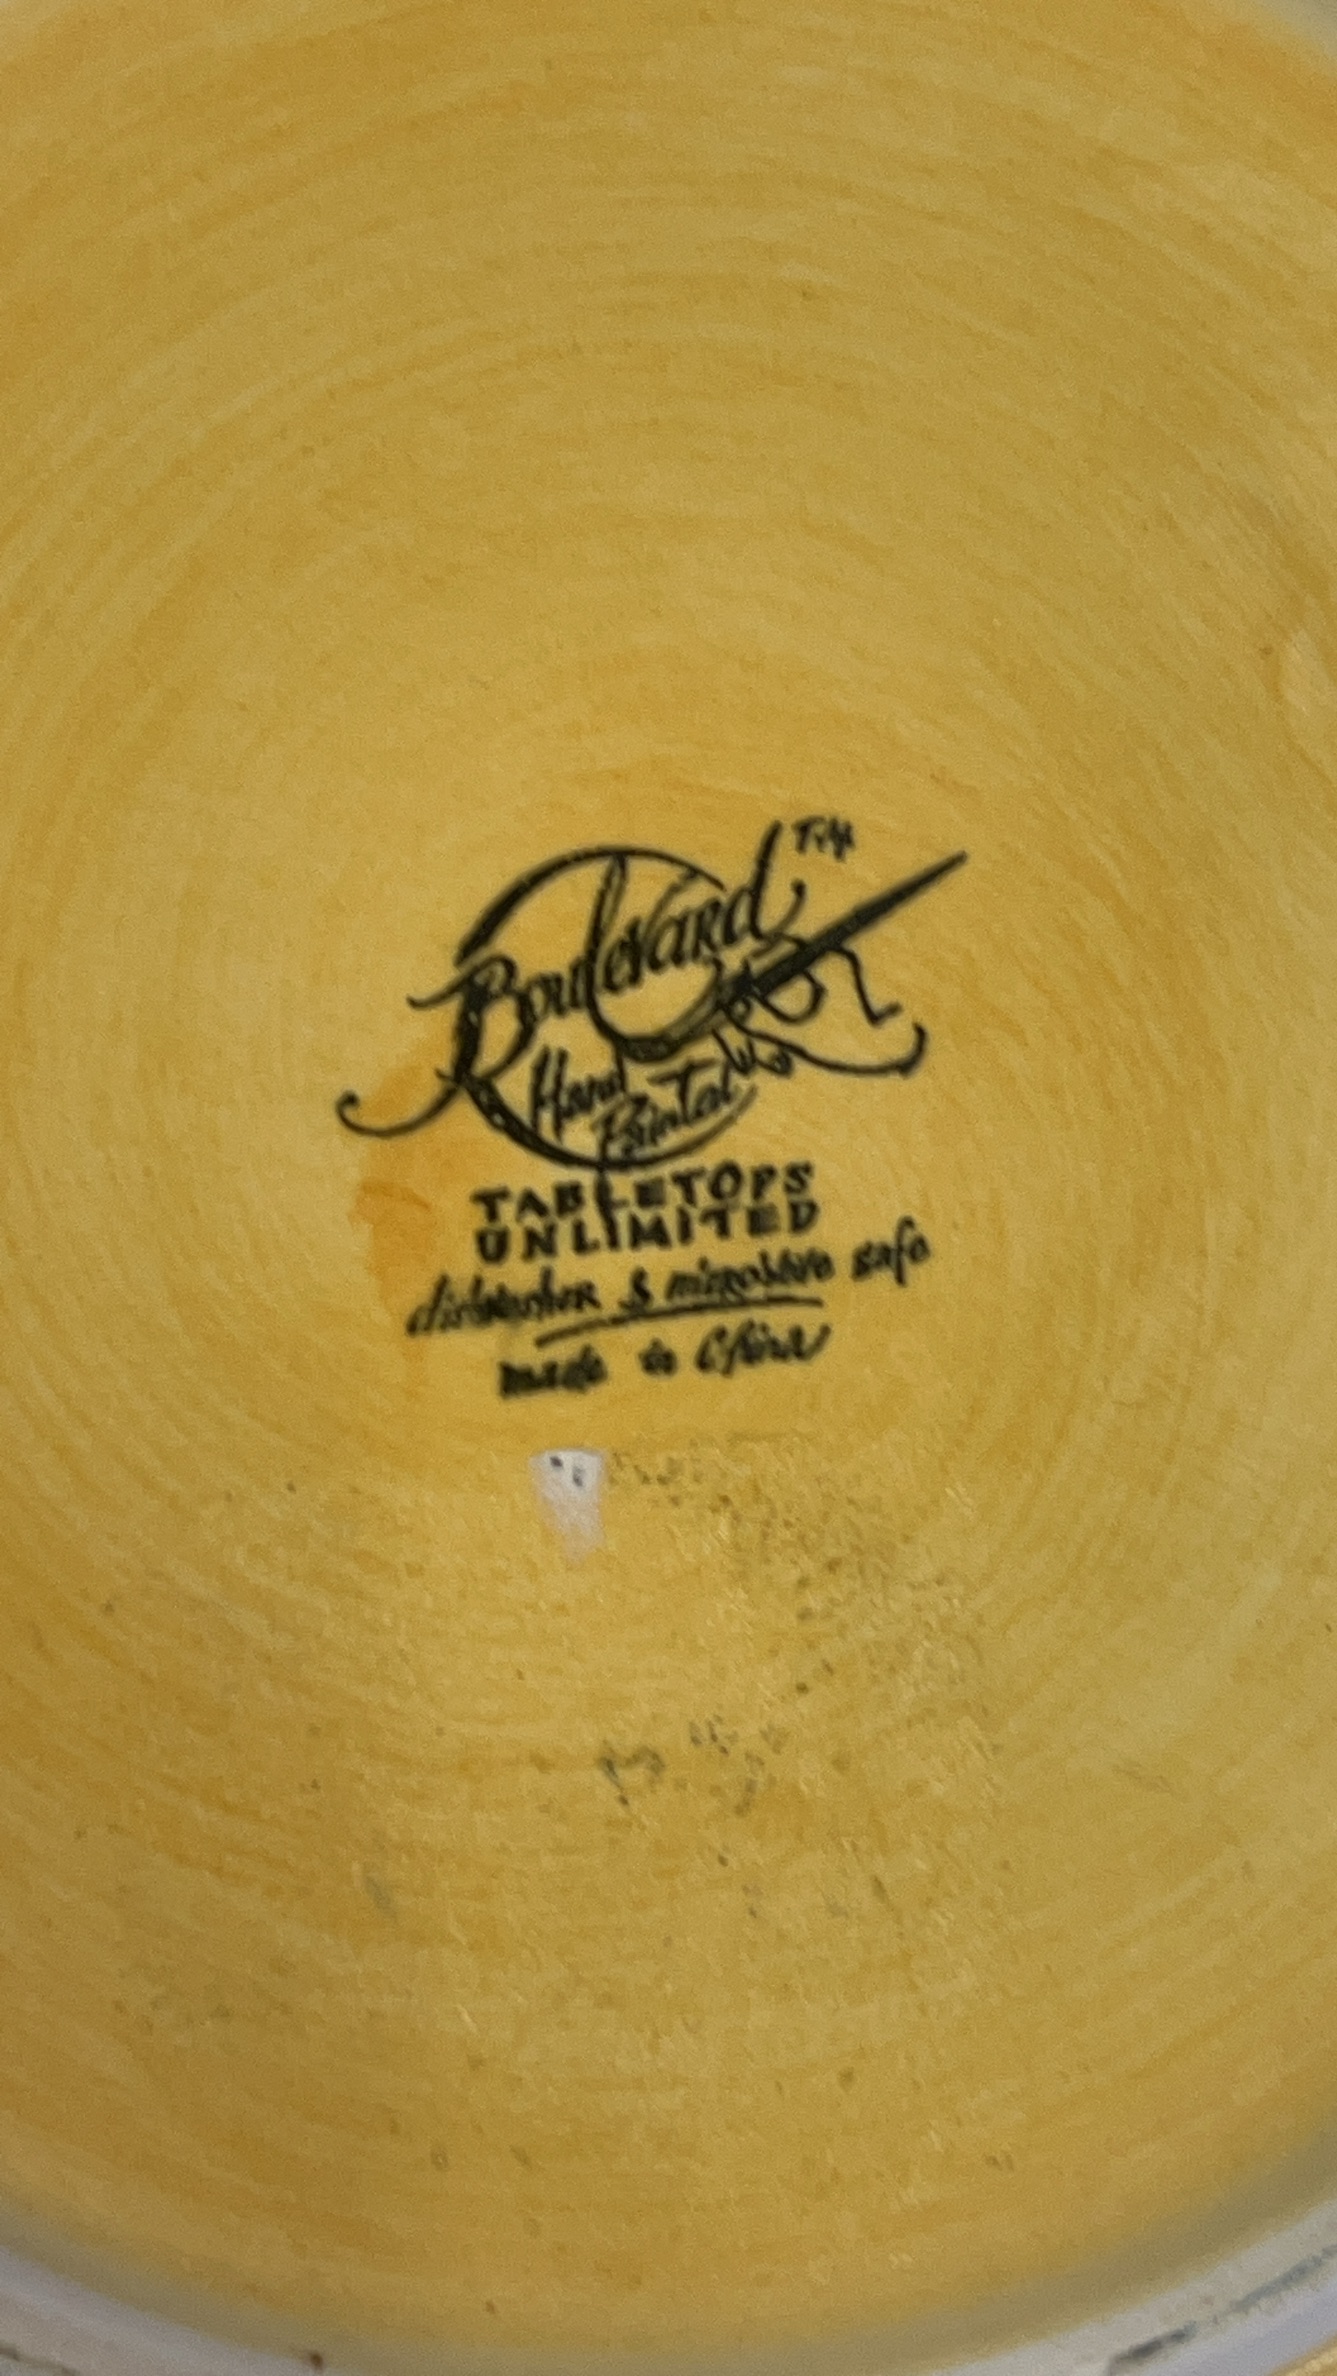 Boulevard TM
Hand
Painted
TABLETOPS
UNLIMITED
dishwasher & microwave safe
made in China